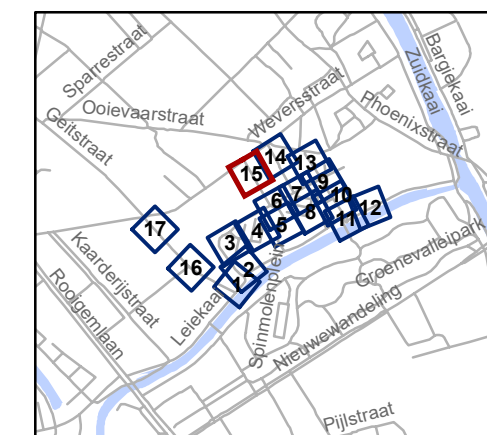 Sparrestraat
Bargiekaai
Zuidkaai
Geitstraat
Ooievaarstraat
Weversstraat
Phoenixstraat
14
13
15
9
7
10
6
8
12
11
5
4
3
17
16
2
1
Kaarderijstraat
Rooigemlaan
Leiekaai
Spinmolenplein
Groenevalleipark
Nieuwewandeling
Pijlstraat